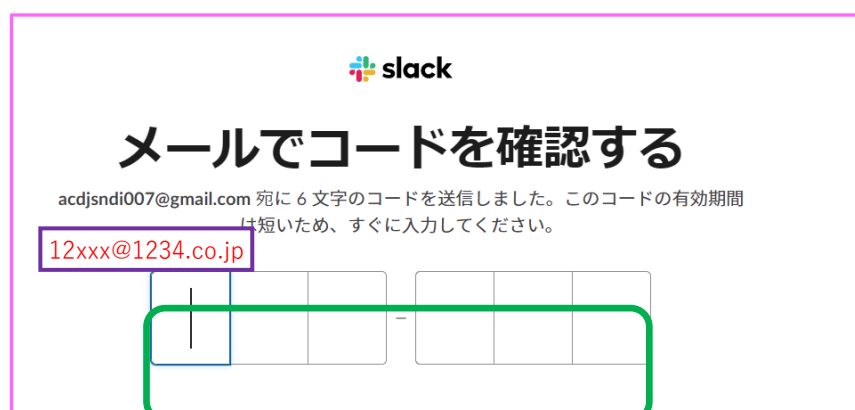 slack
メールでコードを確認する
acdjsndi007@gmail.com 宛に 6 文字のコードを送信しました。このコードの有効期間
は短いため、すぐに入力してください。
12xxx@1234.co.jp
–